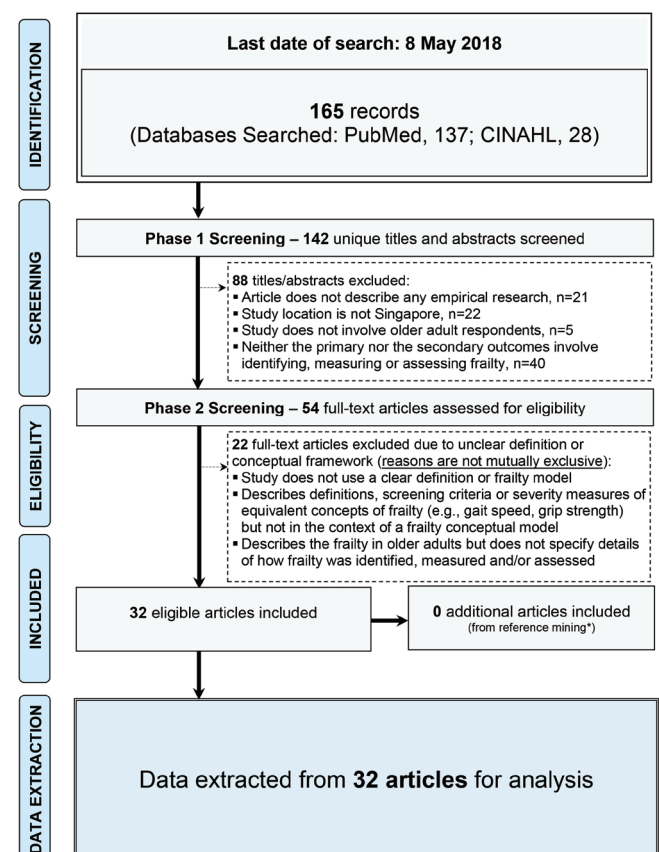 IDENTIFICATION
Last date of search: 8 May 2018
165 records
(Databases Searched: PubMed, 137; CINAHL, 28)
SCREENING
Phase 1 Screening – 142 unique titles and abstracts screened
88 titles/abstracts excluded:
▪ Article does not describe any empirical research, n=21
▪ Study location is not Singapore, n=22
▪ Study does not involve older adult respondents, n=5
▪ Neither the primary nor the secondary outcomes involve
identifying, measuring or assessing frailty, n=40
Phase 2 Screening – 54 full-text articles assessed for eligibility
ELIGIBILITY
22 full-text articles excluded due to unclear definition or
conceptual framework (reasons are not mutually exclusive):
▪ Study does not use a clear definition or frailty model
▪ Describes definitions, screening criteria or severity measures of
equivalent concepts of frailty (e.g., gait speed, grip strength)
but not in the context of a frailty conceptual model
▪ Describes the frailty in older adults but does not specify details
of how frailty was identified, measured and/or assessed
INCLUDED
32 eligible articles included
0 additional articles included
(from reference mining*)
DATA EXTRACTION
Data extracted from 32 articles for analysis